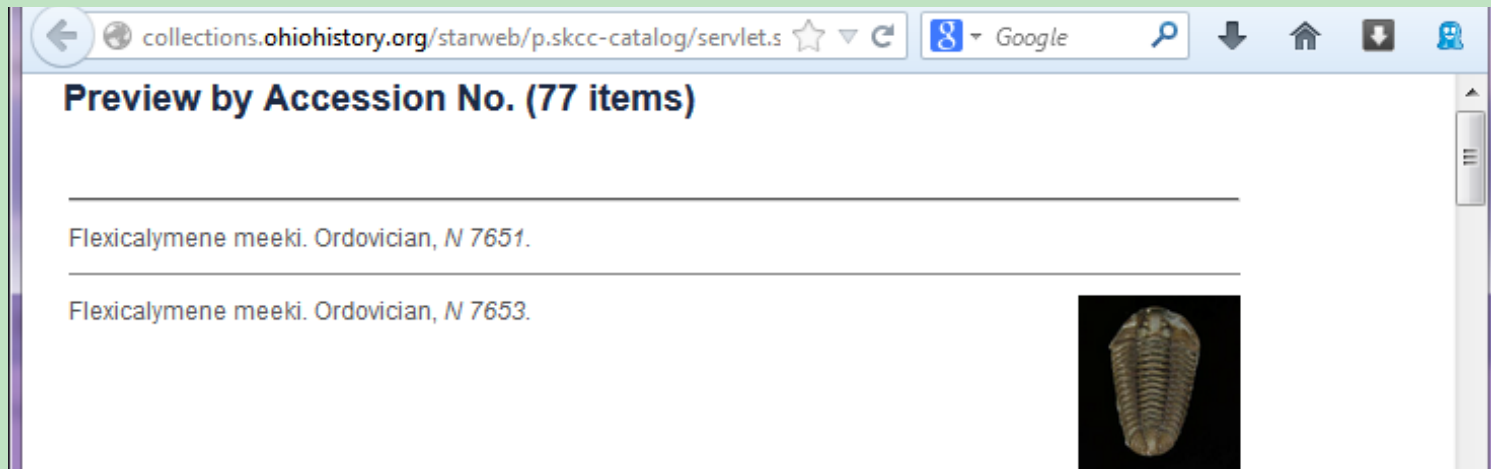 collections.ohiohistory.org/starweb/p.skcc-catalog/servlet.s
8 Google
Preview by Accession No. (77 items)
Flexicalymene meeki. Ordovician, N 7651.
Flexicalymene meeki. Ordovician, N 7653.